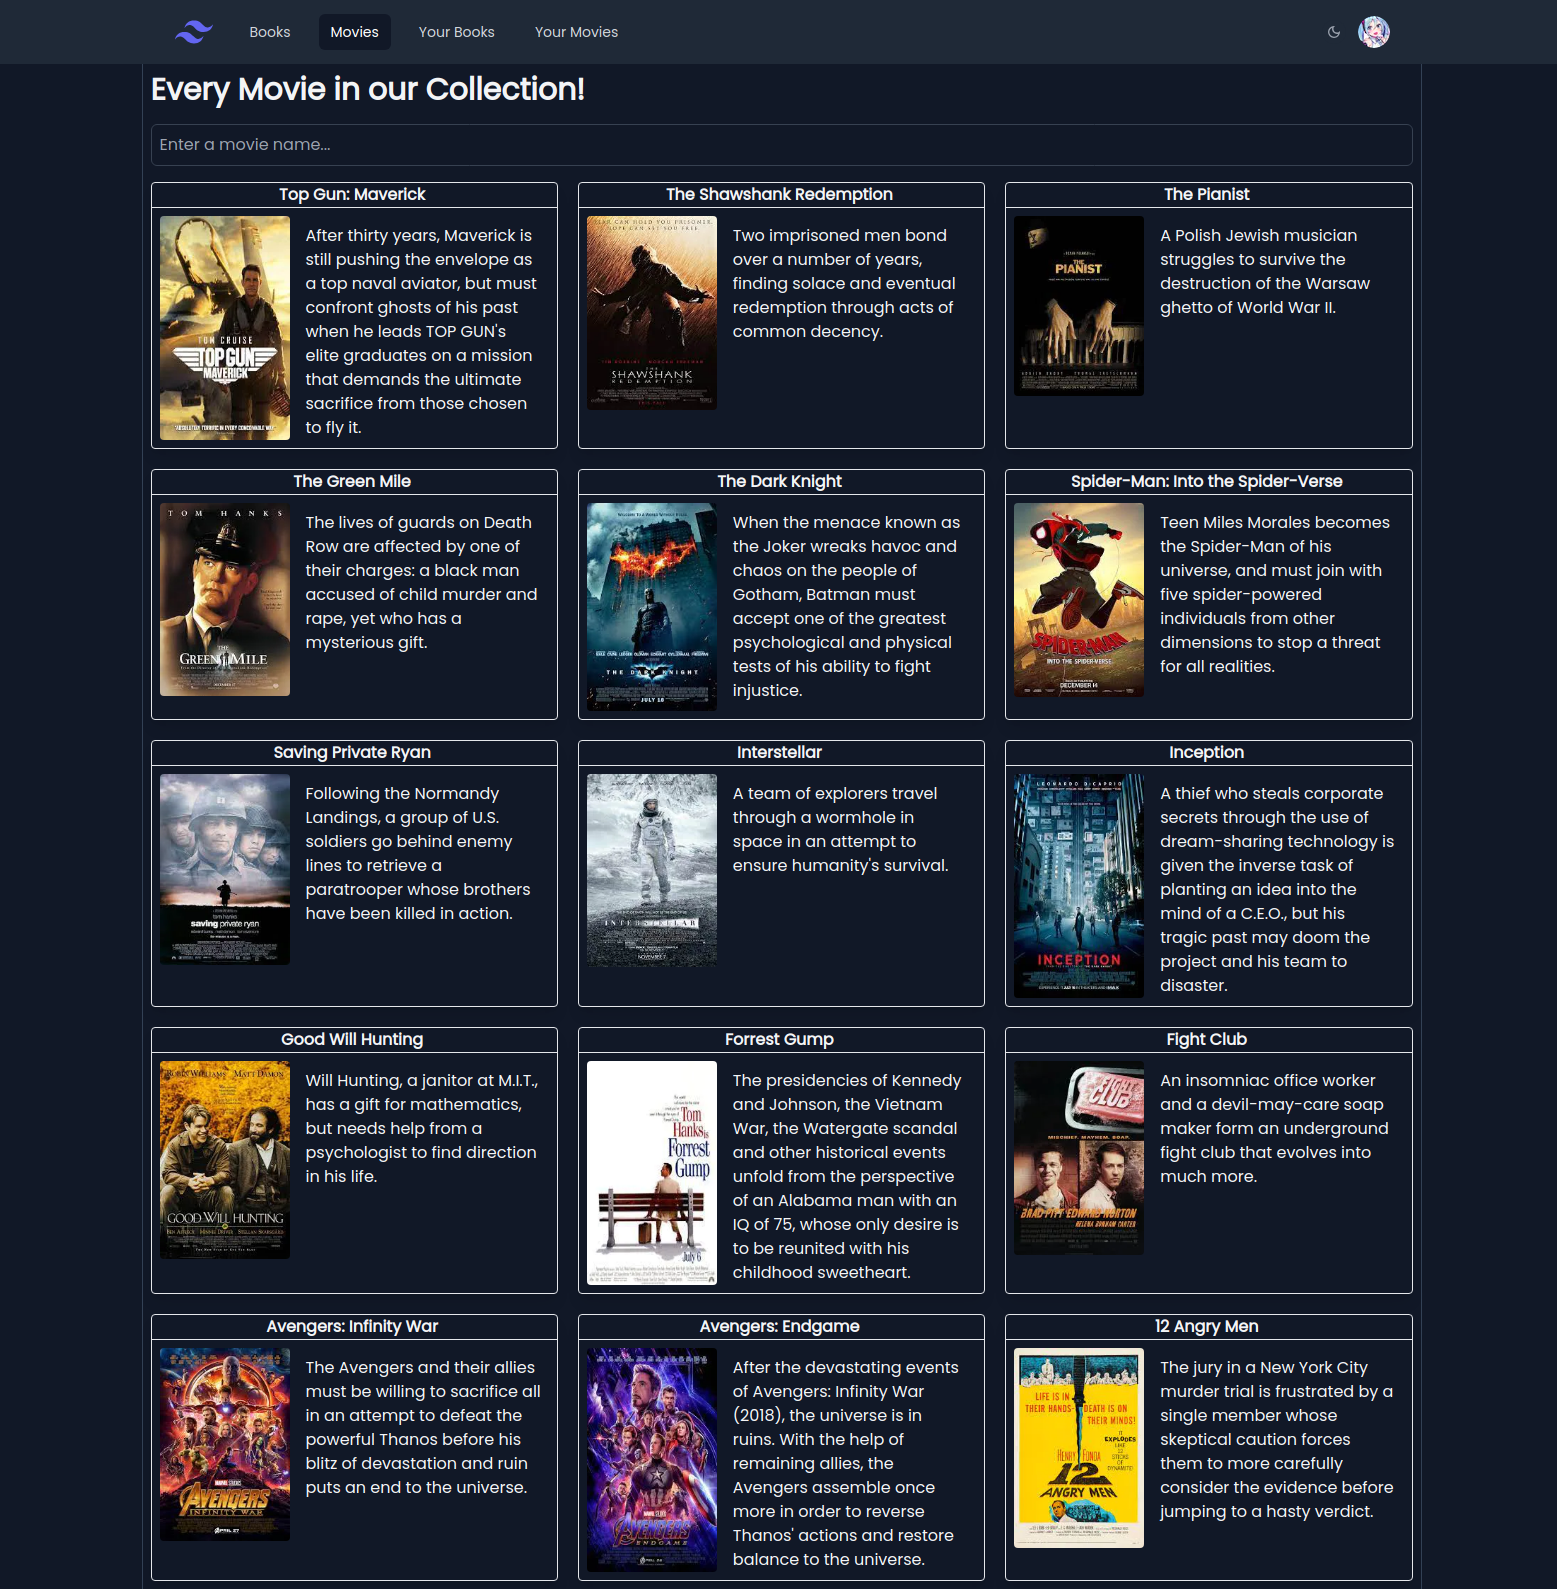 Books Movies Your Books Your Movies
Every Movie in our Collection!
Enter a movie name...
Top Gun: Maverick
TOM CRUISE
TOP GUN
MAVERICK
After thirty years, Maverick is
still pushing the envelope as
a top naval aviator, but must
confront ghosts of his past
when he leads TOP GUN's
elite graduates on a mission
that demands the ultimate
sacrifice from those chosen
to fly it.
The Shawshank Redemption
THE
SHAWSHANK
REDEMPTION
Two imprisoned men bond
over a number of years,
finding solace and eventual
redemption through acts of
common decency.
The Pianist
THE
PIANIST
A Polish Jewish musician
struggles to survive the
destruction of the Warsaw
ghetto of World War II.
The Green Mile
TOM HANKS
THE
GREEN MILE
The lives of guards on Death
Row are affected by one of
their charges: a black man
accused of child murder and
rape, yet who has a
mysterious gift.
The Dark Knight
THE DARK KNIGHT
JULY 18
When the menace known as
the Joker wreaks havoc and
chaos on the people of
Gotham, Batman must
accept one of the greatest
psychological and physical
tests of his ability to fight
injustice.
Spider-Man: Into the Spider-Verse
SPIDER-MAN
INTO THE SPIDER-VERSE
DECEMBER 14
Teen Miles Morales becomes
the Spider-Man of his
universe, and must join with
five spider-powered
individuals from other
dimensions to stop a threat
for all realities.
Saving Private Ryan
tom hanks
saving private ryan
Following the Normandy
Landings, a group of U.S.
soldiers go behind enemy
lines to retrieve a
paratrooper whose brothers
have been killed in action.
Interstellar
INTERSTELLAR
A team of explorers travel
through a wormhole in
space in an attempt to
ensure humanity's survival.
Inception
LEONARDO DICAPRIO
INCEPTION
A thief who steals corporate
secrets through the use of
dream-sharing technology is
given the inverse task of
planting an idea into the
mind of a C.E.O., but his
tragic past may doom the
project and his team to
disaster.
Good Will Hunting
ROBIN WILLIAMS MATT DAMON
GOOD WILL HUNTING
Will Hunting, a janitor at M.I.T.,
has a gift for mathematics,
but needs help from a
psychologist to find direction
in his life.
Forrest Gump
Tom
Hanks is
Forrest
Gump
July 6
The presidencies of Kennedy
and Johnson, the Vietnam
War, the Watergate scandal
and other historical events
unfold from the perspective
of an Alabama man with an
IQ of 75, whose only desire is
to be reunited with his
childhood sweetheart.
Fight Club
FIGHT
CLUB
MISCHIEF. MAYHEM. SOAP.
BRAD PITT EDWARD NORTON
HELENA BONHAM CARTER
An insomniac office worker
and a devil-may-care soap
maker form an underground
fight club that evolves into
much more.
Avengers: Infinity War
MARVEL STUDIOS
AVENGERS
INFINITY WAR
APRIL 27
The Avengers and their allies
must be willing to sacrifice all
in an attempt to defeat the
powerful Thanos before his
blitz of devastation and ruin
puts an end to the universe.
Avengers: Endgame
AVENGERS
ENDGAME
After the devastating events
of Avengers: Infinity War
(2018), the universe is in
ruins. With the help of
remaining allies, the
Avengers assemble once
more in order to reverse
Thanos' actions and restore
balance to the universe.
12 Angry Men
LIFE IS IN
THEIR HANDS- DEATH IS ON
THEIR MINDS!
IT
EXPLODES
LIKE
12
STICKS
OF
DYNAMITE!
HENRY FONDA
12
ANGRY MEN
The jury in a New York City
murder trial is frustrated by a
single member whose
skeptical caution forces
them to more carefully
consider the evidence before
jumping to a hasty verdict.